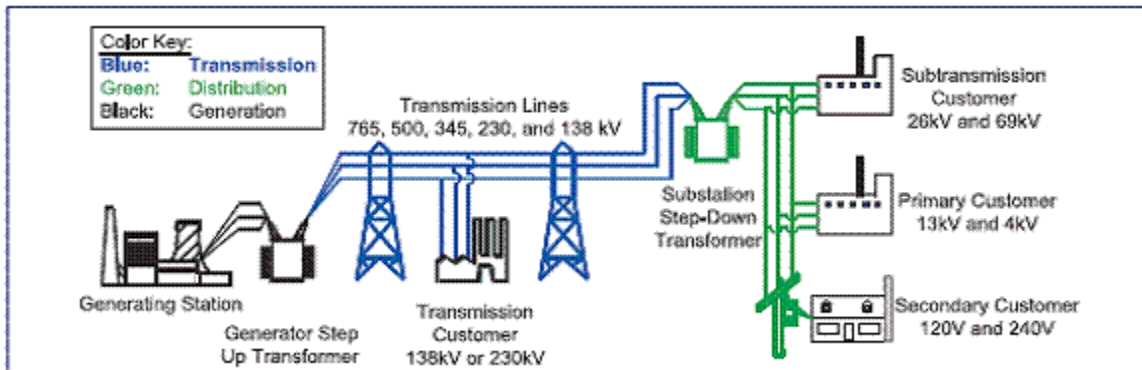 Color Key:
Blue: Transmission
Green: Distribution
Black: Generation
Transmission Lines
765, 500, 345, 230, and 138 kV
Generating Station
Generator Step
Up Transformer
Transmission
Customer
138kV or 230kV
Substation
Step-Down
Transformer
Subtransmission
Customer
26kV and 69kV
Primary Customer
13kV and 4kV
Secondary Customer
120V and 240V